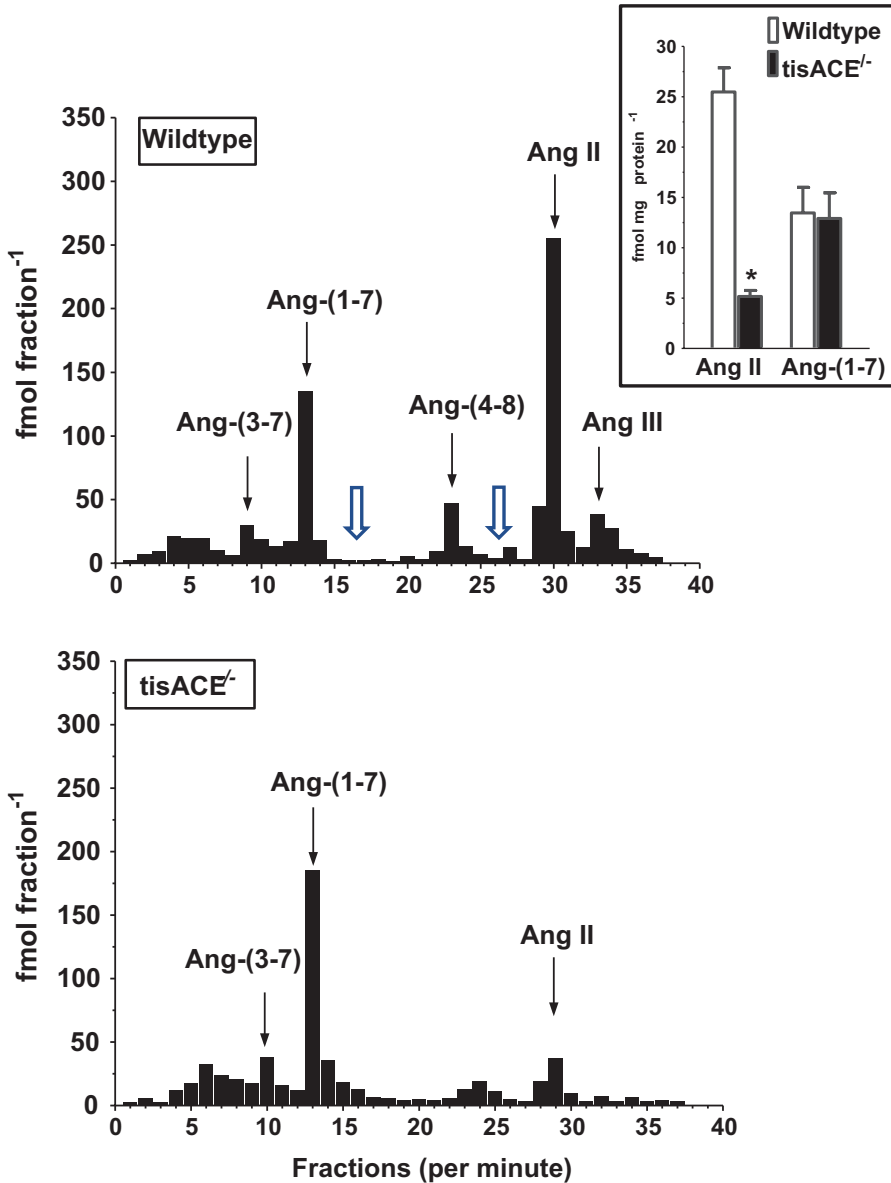 Wildtype
tisACE/-
30
25
20
15
10
5
0
fmol mg protein -1
*
Ang II Ang-(1-7)
350
300
250
200
150
100
50
0
fmol fraction-1
Wildtype
Ang II
Ang-(1-7)
Ang-(3-7)
Ang-(4-8)
Ang III
0 5 10 15 20 25 30 35 40
350
300
250
200
150
100
50
0
fmol fraction-1
tisACE/-
Ang-(1-7)
Ang-(3-7)
Ang II
0 5 10 15 20 25 30 35 40
Fractions (per minute)